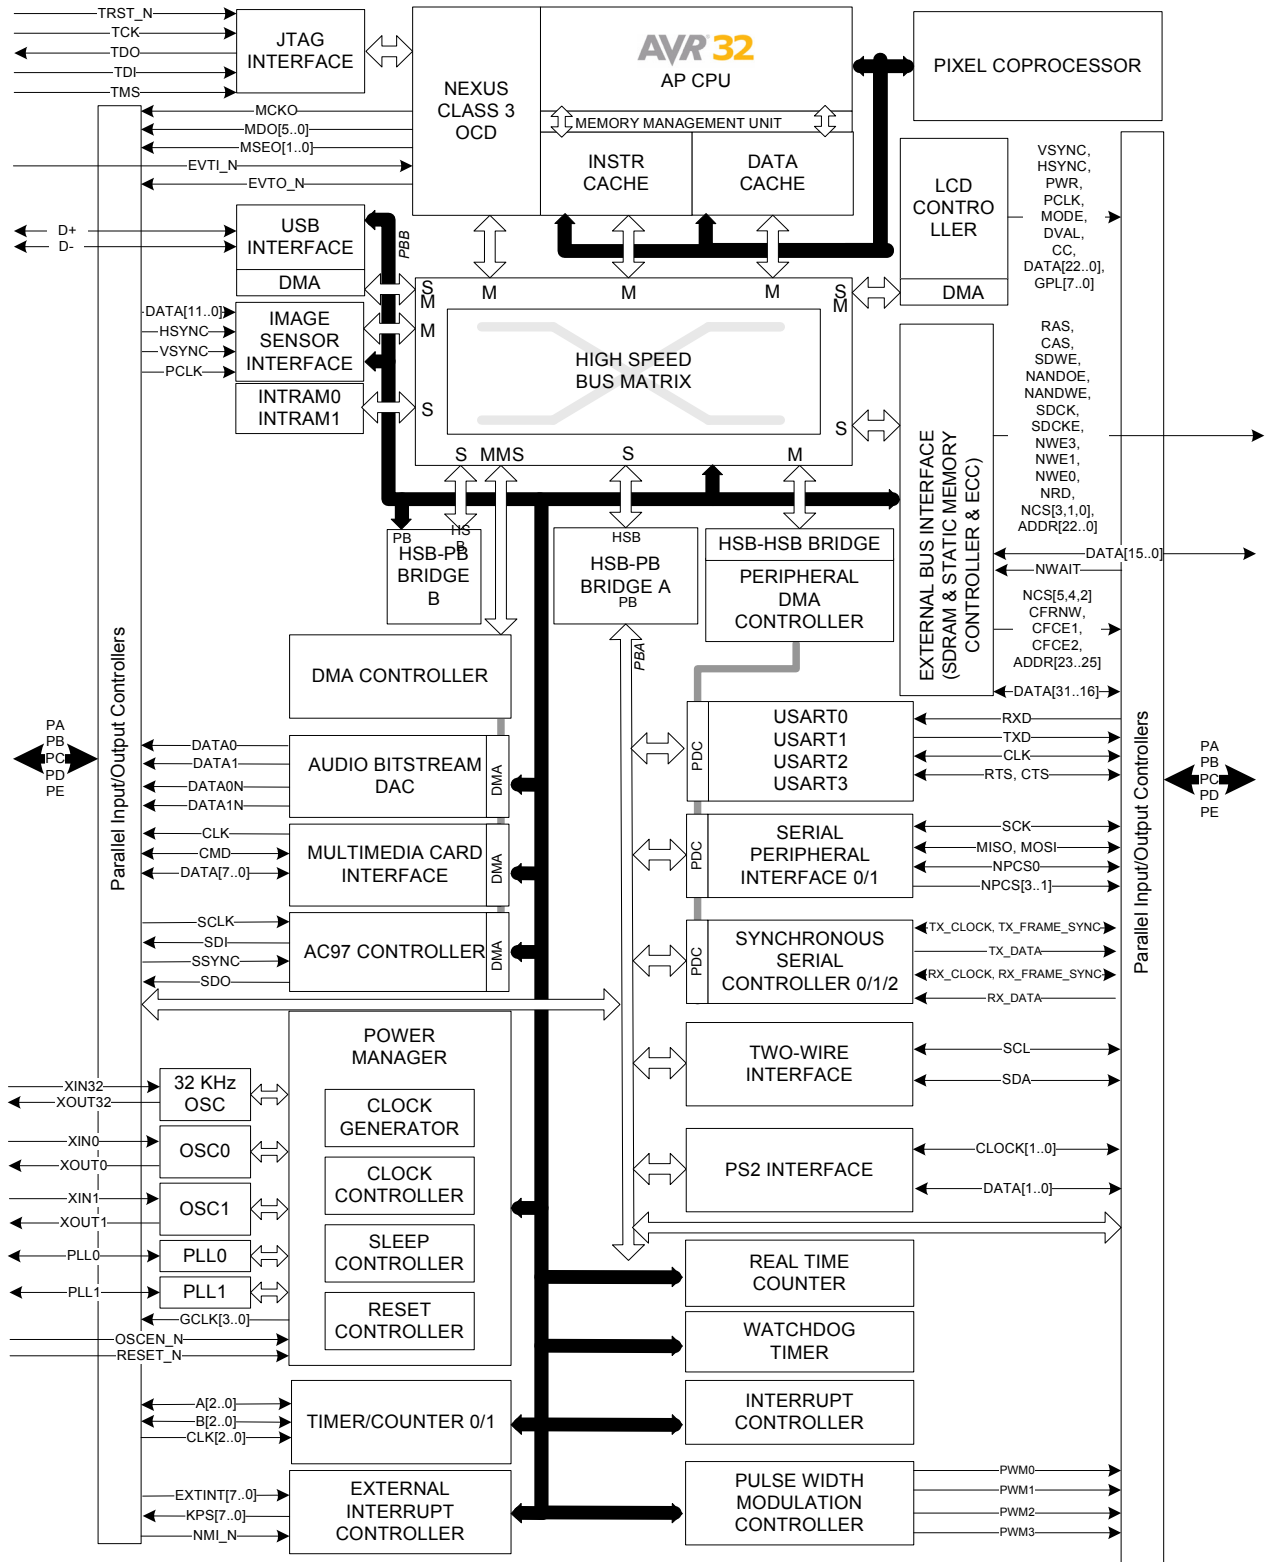 TRST_N
TCK
TDO
TDI
TMS
JTAG
INTERFACE
NEXUS
CLASS 3
OCD
AVR 32
AP CPU
MEMORY MANAGEMENT UNIT
INSTR
CACHE
DATA
CACHE
PIXEL COPROCESSOR
MCKO
MDO[5..0]
MSEO[1..0]
EVTI_N
EVTO_N
D+
D-
USB
INTERFACE
DMA
PBB
DATA[11..0]
HSYNC
VSYNC
PCLK
IMAGE
SENSOR
INTERFACE
INTRAM0
INTRAM1
S
M
M
S
M
M
M
S
M
S
HIGH SPEED
BUS MATRIX
S
MMS
S
M
LCD
CONTRO
LLER
DMA
VSYNC,
HSYNC,
PWR,
PCLK,
MODE,
DVAL,
CC,
DATA[22..0],
GPL[7..0]
EXTERNAL BUS INTERFACE
(SDRAM & STATIC MEMORY
CONTROLLER & ECC)
RAS,
CAS,
SDWE,
NANDOE,
NANDWE,
SDCK,
SDCKE,
NWE3,
NWE1,
NWE0,
NRD,
NCS[3,1,0],
ADDR[22..0]
DATA[15..0]
NWAIT
NCS[5,4,2]
CFRNW,
CFCE1,
CFCE2,
ADDR[23..25]
DATA[31..16]
PB
HS
B
HSB-PB
BRIDGE
B
HSB
HSB-PB
BRIDGE A
PB
HSB-HSB BRIDGE
PERIPHERAL
DMA
CONTROLLER
PBA
Parallel Input/Output Controllers
PA
PB
PC
PD
PE
DMA CONTROLLER
DATA0
DATA1
DATA0N
DATA1N
AUDIO BITSTREAM
DAC
DMA
CLK
CMD
DATA[7..0]
MULTIMEDIA CARD
INTERFACE
DMA
SCLK
SDI
SSYNC
SDO
AC97 CONTROLLER
DMA
PDC
USART0
USART1
USART2
USART3
RXD
TXD
CLK
RTS, CTS
PDC
SERIAL
PERIPHERAL
INTERFACE 0/1
SCK
MISO, MOSI
NPCS0
NPCS[3..1]
PDC
SYNCHRONOUS
SERIAL
CONTROLLER 0/1/2
TX_CLOCK, TX_FRAME_SYNC
TX_DATA
RX_CLOCK, RX_FRAME_SYNC
RX_DATA
Parallel Input/Output Controllers
PA
PB
PC
PD
PE
POWER
MANAGER
CLOCK
GENERATOR
CLOCK
CONTROLLER
SLEEP
CONTROLLER
RESET
CONTROLLER
XIN32
XOUT32
32 KHz
OSC
XIN0
XOUT0
OSC0
XIN1
XOUT1
OSC1
PLL0
PLL0
PLL1
PLL1
GCLK[3..0]
OSCEN_N
RESET_N
TWO-WIRE
INTERFACE
SCL
SDA
PS2 INTERFACE
CLOCK[1..0]
DATA[1..0]
REAL TIME
COUNTER
WATCHDOG
TIMER
A[2..0]
B[2..0]
CLK[2..0]
TIMER/COUNTER 0/1
INTERRUPT
CONTROLLER
EXTINT[7..0]
KPS[7..0]
NMI_N
EXTERNAL
INTERRUPT
CONTROLLER
PULSE WIDTH
MODULATION
CONTROLLER
PWM0
PWM1
PWM2
PWM3